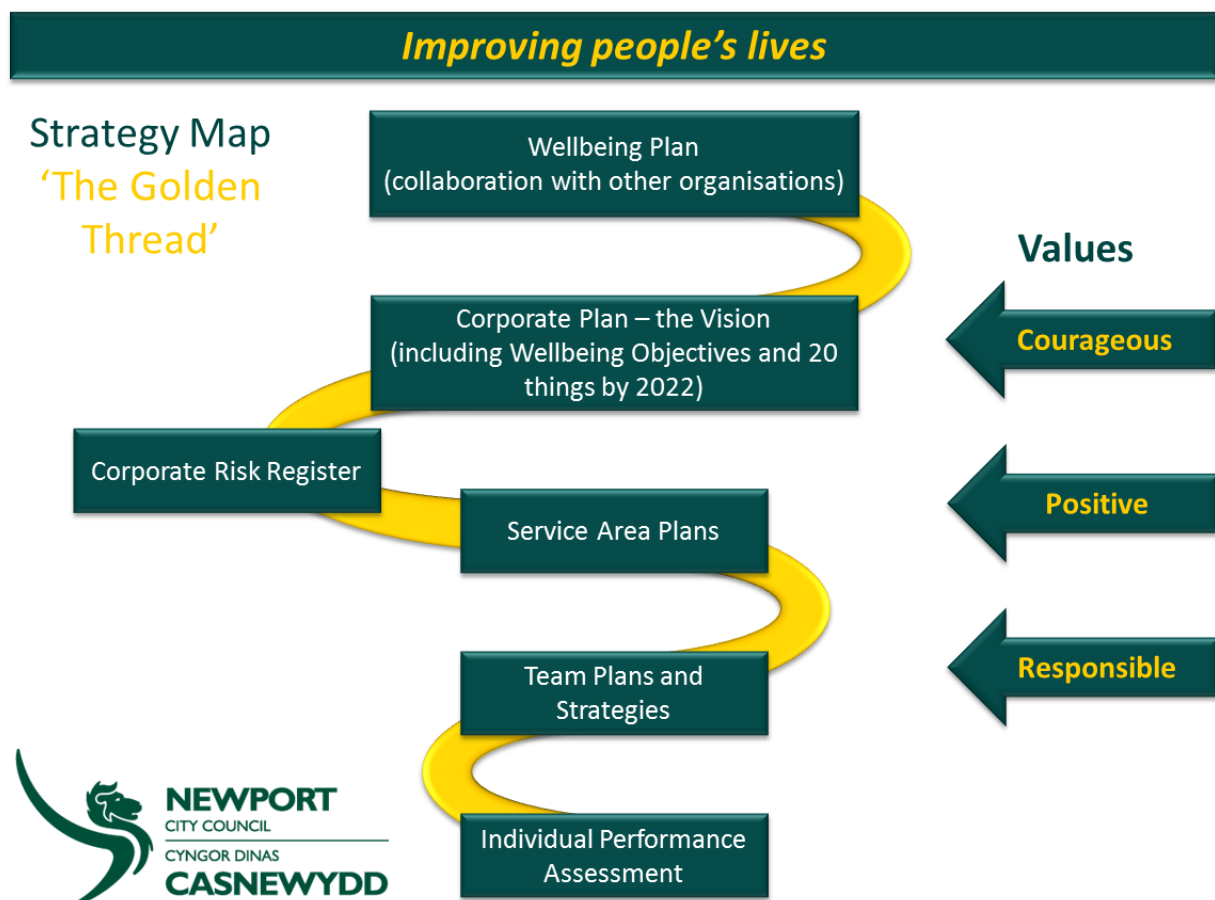 Improving people's lives
Strategy Map
‘The Golden
Thread’
Wellbeing Plan
(collaboration with other organisations)
Corporate Plan – the Vision
(including Wellbeing Objectives and 20
things by 2022)
Corporate Risk Register
Service Area Plans
Team Plans and
Strategies
Individual Performance
Assessment
Values
Courageous
Positive
Responsible
NEWPORT
CITY COUNCIL
CYNGOR DINAS
CASNEWYDD